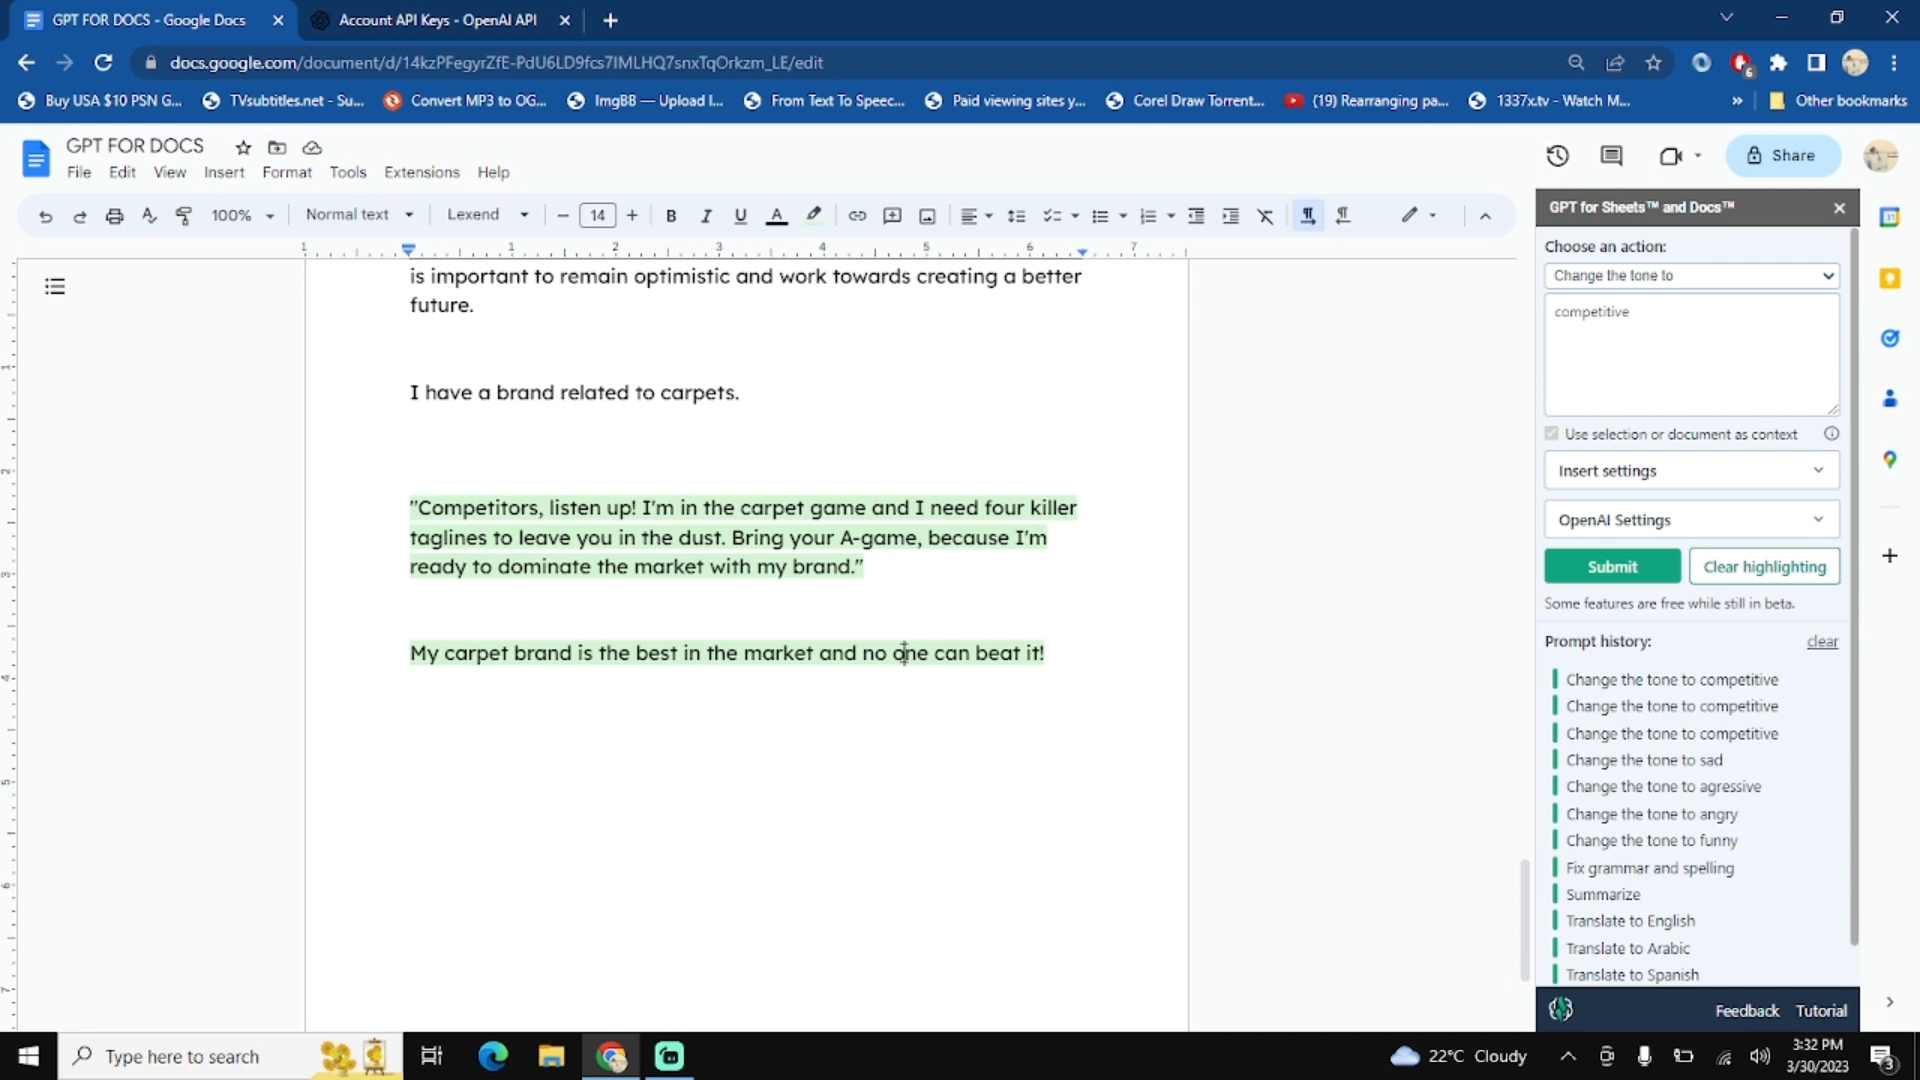 GPT FOR DOCS - Google Docs
Account API Keys - OpenAI API
docs.google.com/document/d/14kzPFegyrZfE-PdU6LD9fcs7IMLHQ7snxTqOrkzm_LE/edit
Buy USA $10 PSN G...
TVsubtitles.net - Su...
Convert MP3 to OG...
ImgBB — Upload I...
From Text To Speec...
Paid viewing sites y...
Corel Draw Torrent...
(19) Rearranging pa...
1337x.tv - Watch M...
Other bookmarks
GPT FOR DOCS
File Edit View Insert Format Tools Extensions Help
Share
100%
Normal text
Lexend
14
1 1 2 3 4 5 6 7
is important to remain optimistic and work towards creating a better
future.
I have a brand related to carpets.
"Competitors, listen up! I'm in the carpet game and I need four killer
taglines to leave you in the dust. Bring your A-game, because I'm
ready to dominate the market with my brand."
My carpet brand is the best in the market and no one can beat it!
GPT for Sheets™ and Docs™
Choose an action:
Change the tone to
competitive
Use selection or document as context
Insert settings
OpenAI Settings
Submit
Clear highlighting
Some features are free while still in beta.
Prompt history:
clear
Change the tone to competitive
Change the tone to competitive
Change the tone to competitive
Change the tone to sad
Change the tone to agressive
Change the tone to angry
Change the tone to funny
Fix grammar and spelling
Summarize
Translate to English
Translate to Arabic
Translate to Spanish
Feedback
Tutorial
Type here to search
22°C Cloudy
3:32 PM
3/30/2023
3